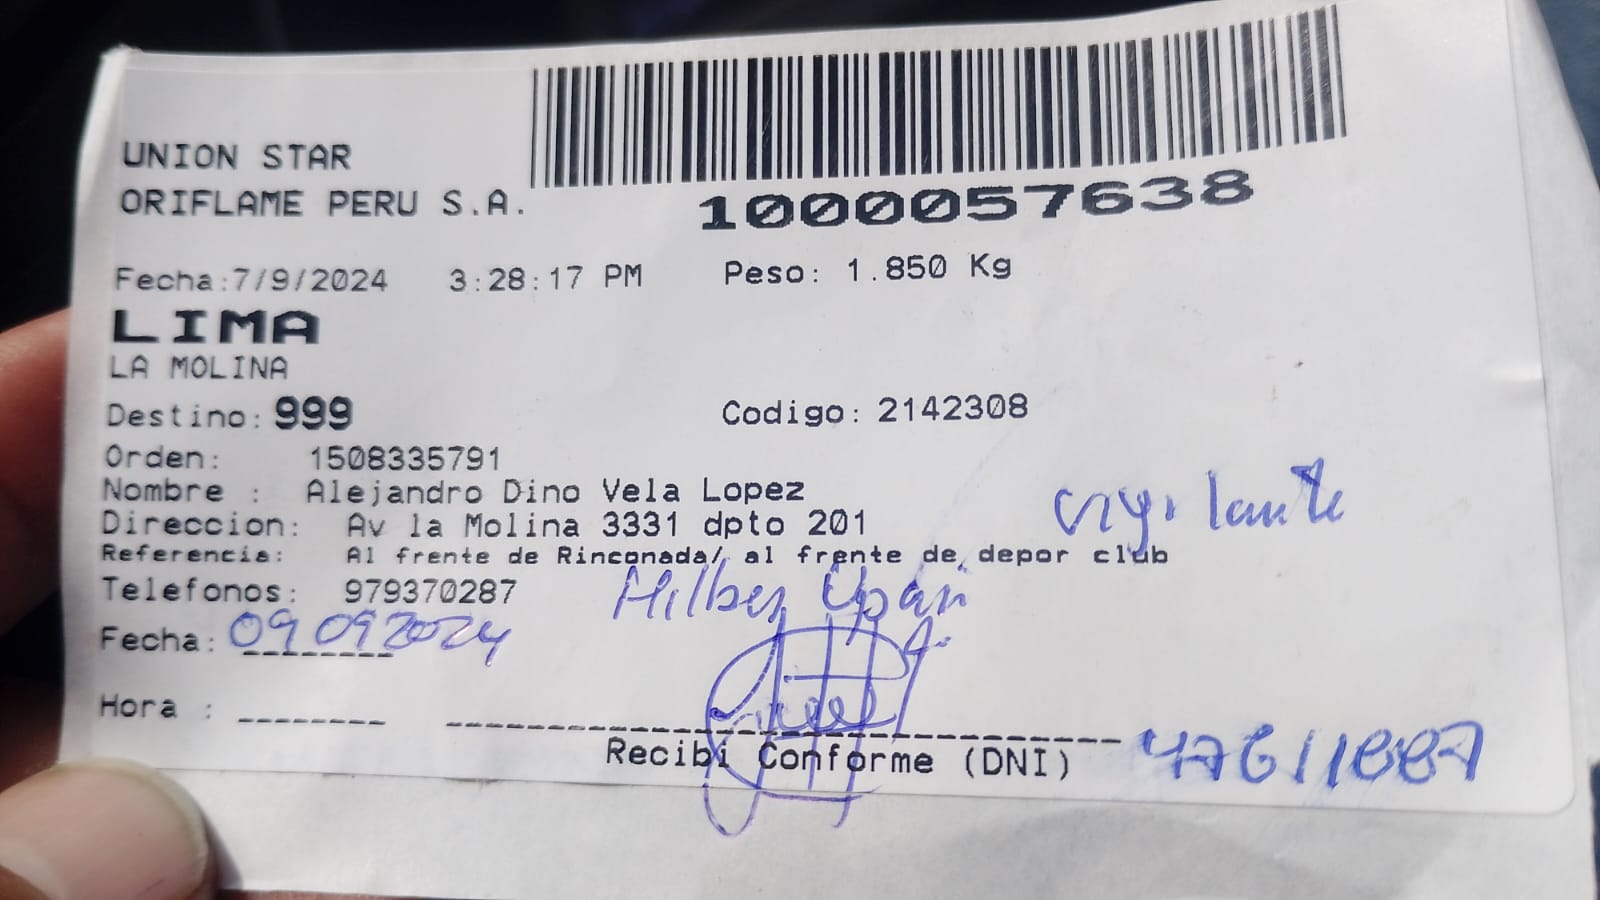 UNION STAR
ORIFLAME PERU S.A.
1000057638
Fecha:7/9/2024 3:28:17 PM Peso: 1.850 Kg
LIMA
LA MOLINA
Destino: 999 Codigo: 2142308
Orden: 1508335791
Nombre : Alejandro Dino Vela Lopez
Vigilante
Direccion: Av la Molina 3331 dpto 201
Referencia: Al frente de Rinconada/ al frente de depor club
Telefonos: 979370287
Fecha: 09 09 2024
Hora :
Recibi Conforme (DNI)